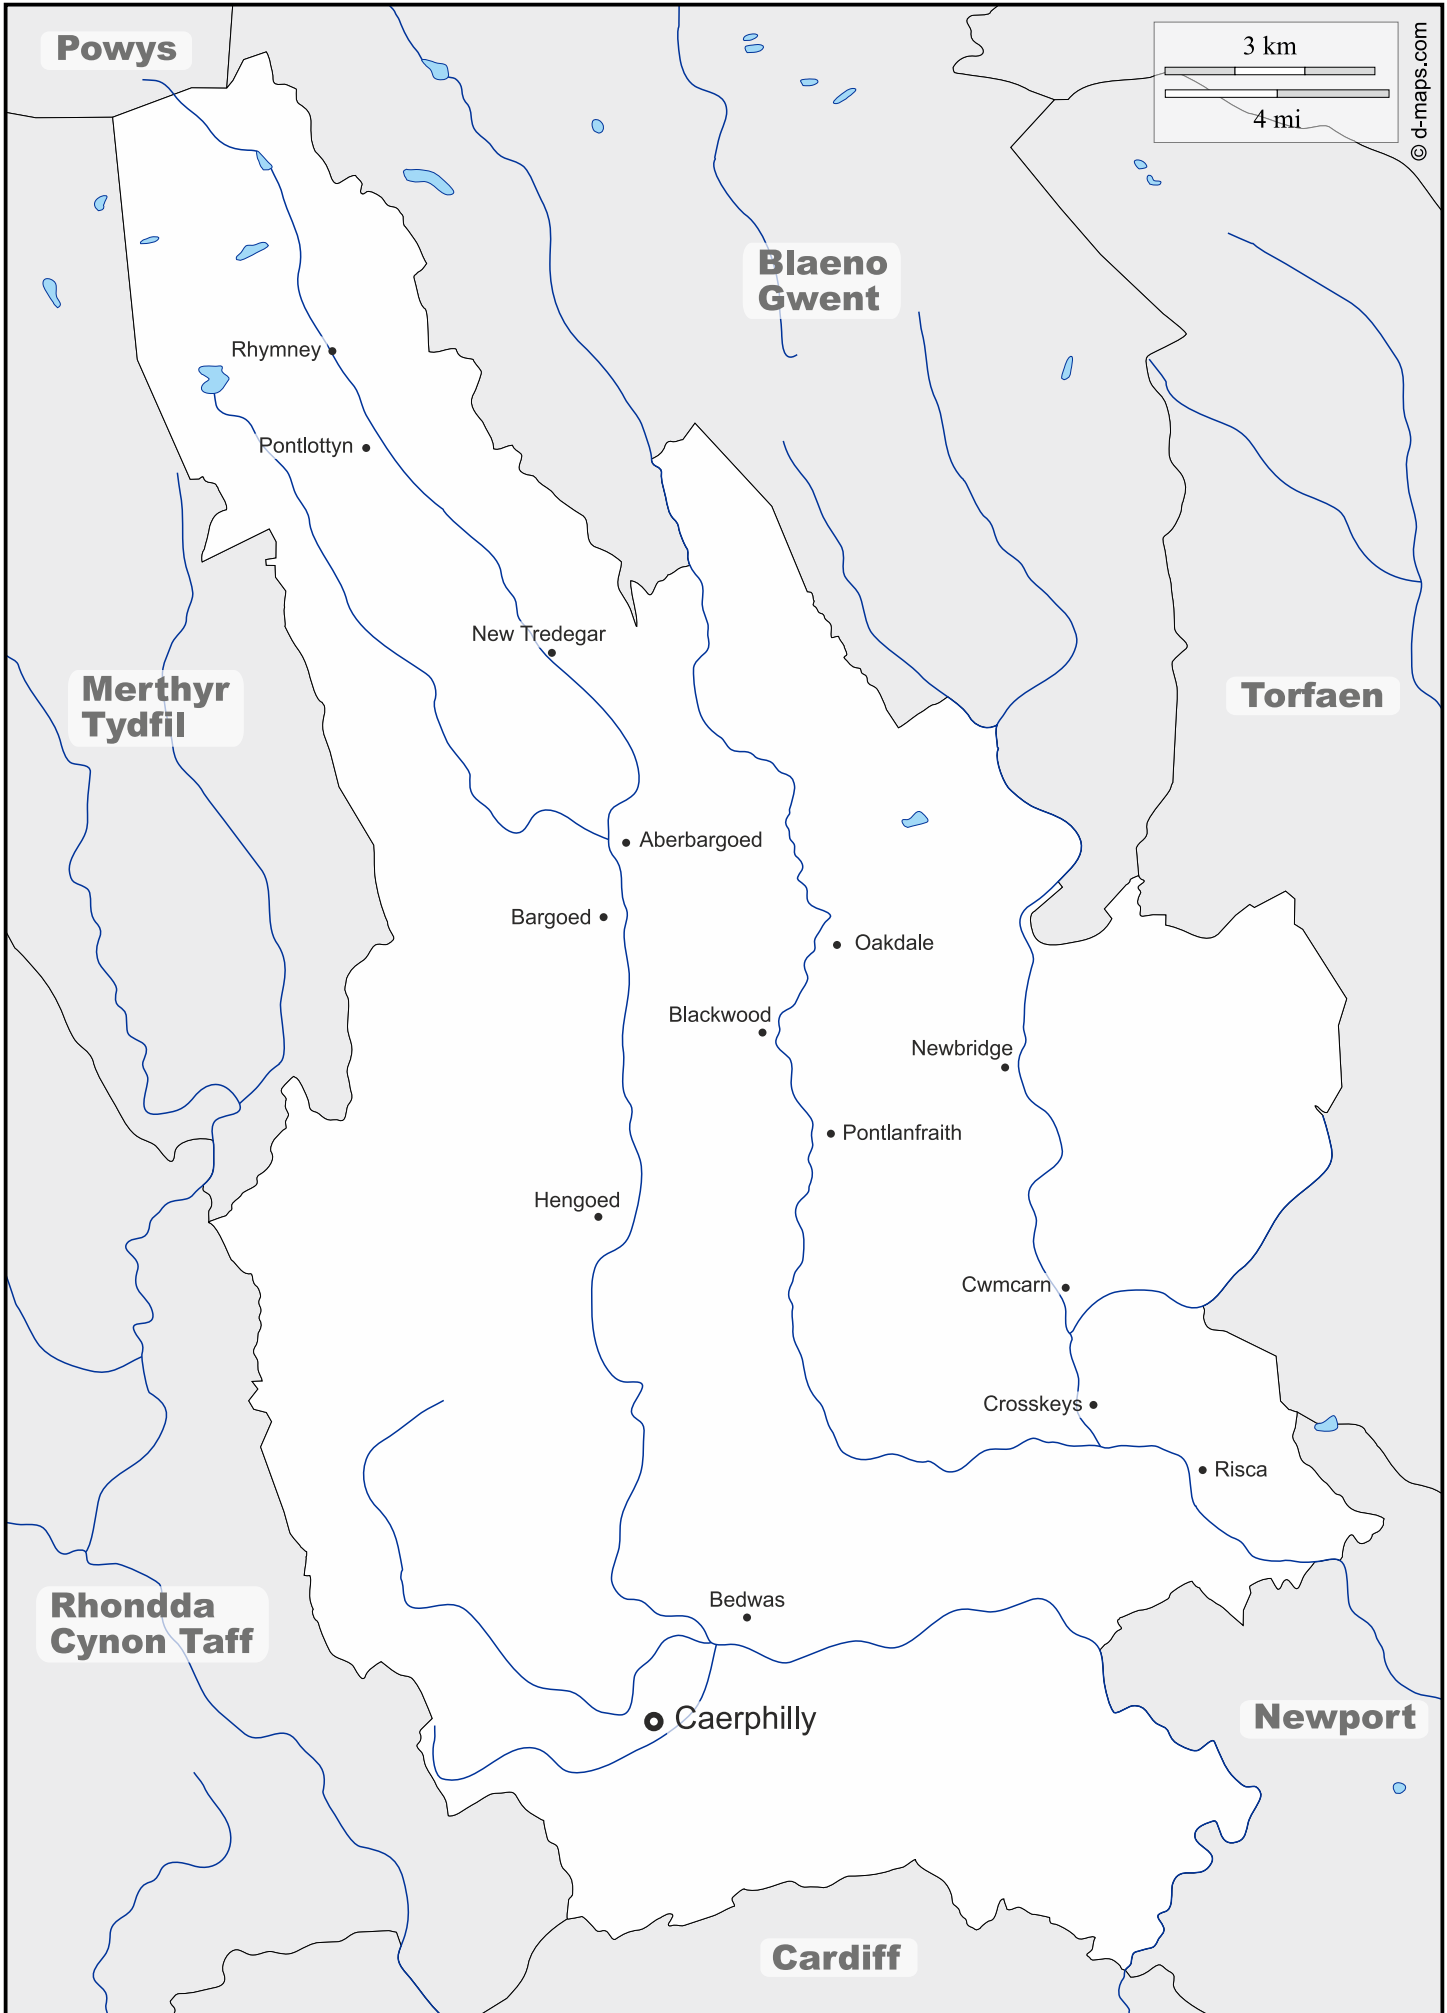 Powys
3 km
4 mi
© d-maps.com
Blaeno
Gwent
Rhymney
Pontlottyn
New Tredegar
Merthyr
Tydfil
Torfaen
Aberbargoed
Bargoed
Oakdale
Blackwood
Newbridge
Pontlanfraith
Hengoed
Cwmcarn
Crosskeys
Risca
Rhondda
Cynon Taff
Bedwas
Caerphilly
Newport
Cardiff